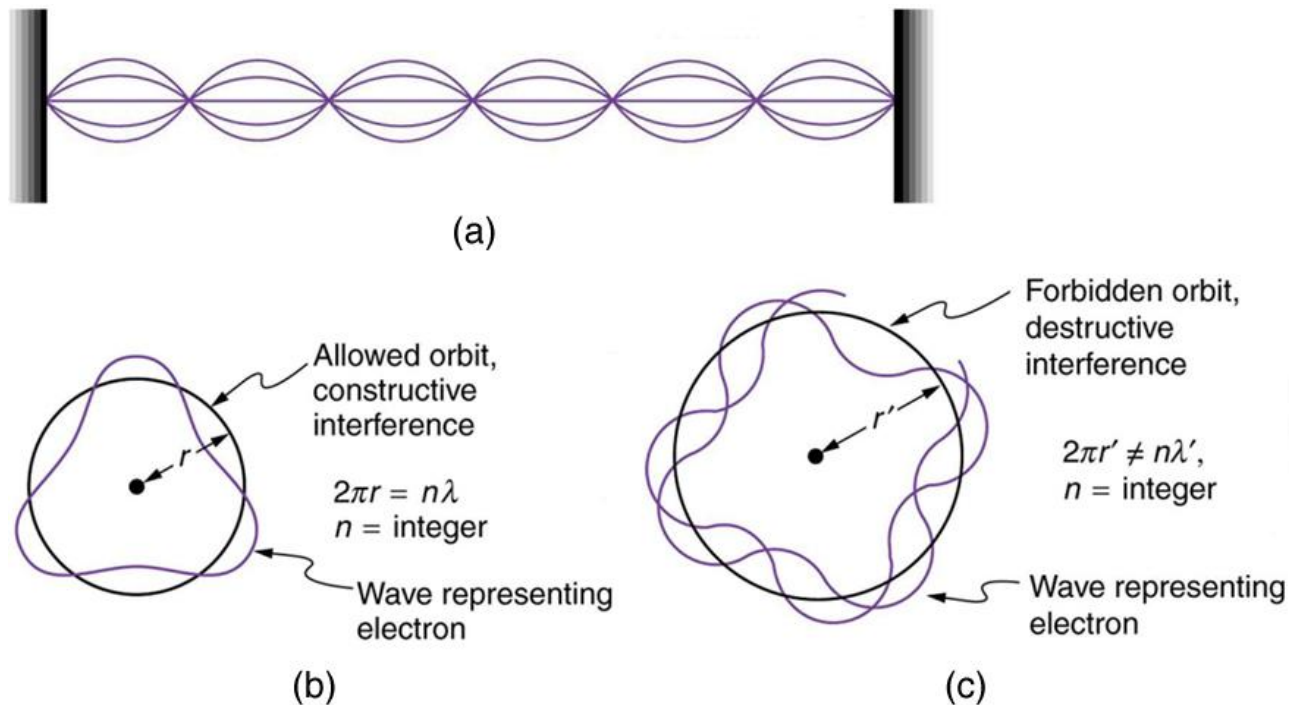 (a)
Allowed orbit,
constructive
interference
r
2πr = nλ
n = integer
Wave representing
electron
(b)
Forbidden orbit,
destructive
interference
r′
2πr′ ≠ nλ′,
n = integer
Wave representing
electron
(c)